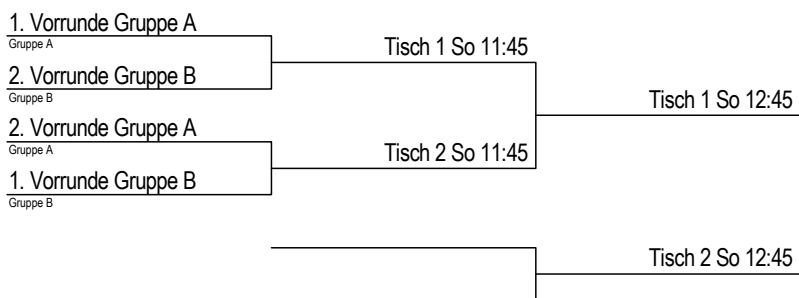 1. Vorrunde Gruppe A
Gruppe A
Tisch 1 So 11:45
2. Vorrunde Gruppe B
Gruppe B
Tisch 1 So 12:45
2. Vorrunde Gruppe A
Gruppe A
Tisch 2 So 11:45
1. Vorrunde Gruppe B
Gruppe B
Tisch 2 So 12:45